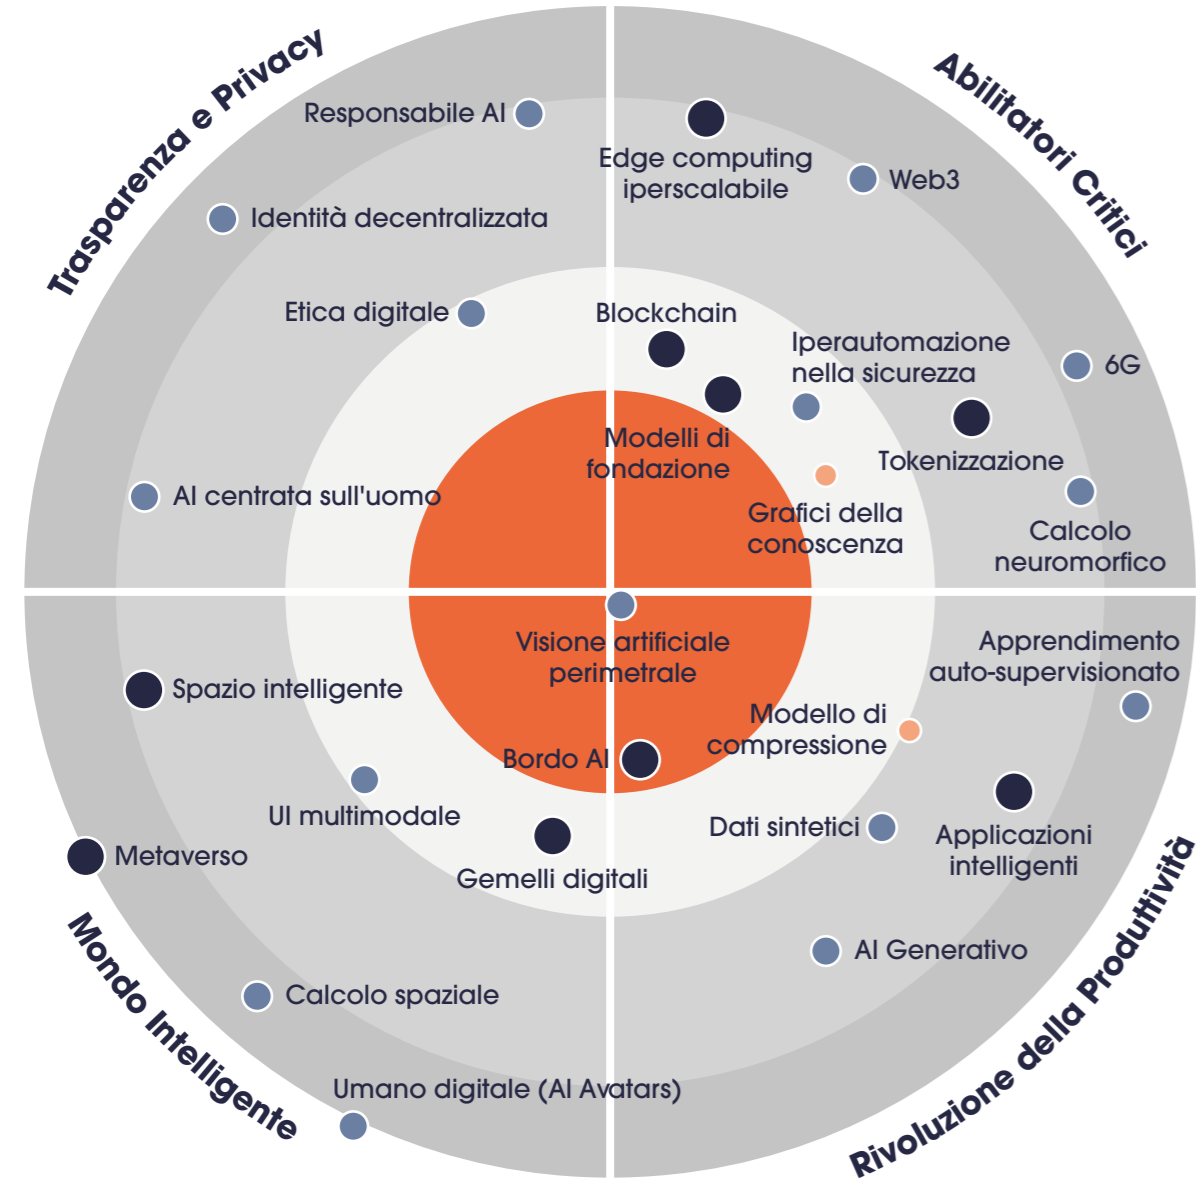 Trasparenza e Privacy
Responsabile AI
Identità decentralizzata
Etica digitale
AI centrata sull'uomo
Abilitatori Critici
Edge computing
iperscalabile
Web3
Blockchain
Iperautomazione
nella sicurezza
6G
Modelli di
fondazione
Tokenizzazione
Grafici della
conoscenza
Calcolo
neuromorfico
Visione artificiale
perimetrale
Apprendimento
auto-supervisionato
Modello di
compressione
Bordo AI
Dati sintetici
Applicazioni
intelligenti
AI Generativo
Rivoluzione della Produttività
Spazio intelligente
UI multimodale
Metaverso
Gemelli digitali
Calcolo spaziale
Umano digitale (AI Avatars)
Mondo Intelligente